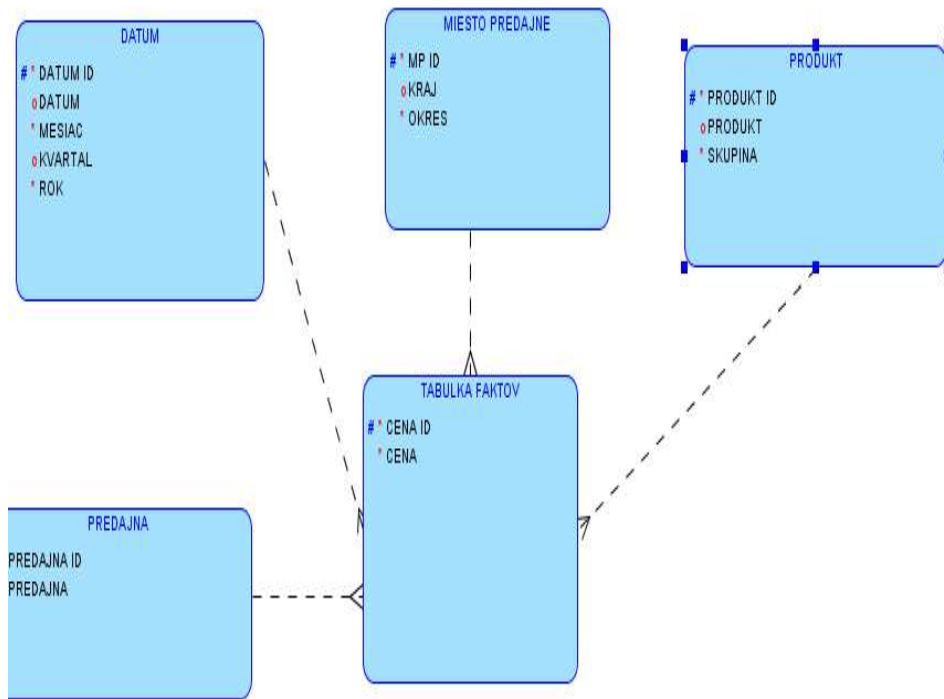 DATUM
# * DATUM ID
o DATUM
* MESIAC
o KVARTAL
* ROK
MIESTO PREDAJNE
# * MP ID
o KRAJ
* OKRES
PRODUKT
# * PRODUKT ID
o PRODUKT
* SKUPINA
TABULKA FAKTOV
# * CENA ID
* CENA
PREDAJNA
PREDAJNA ID
PREDAJNA